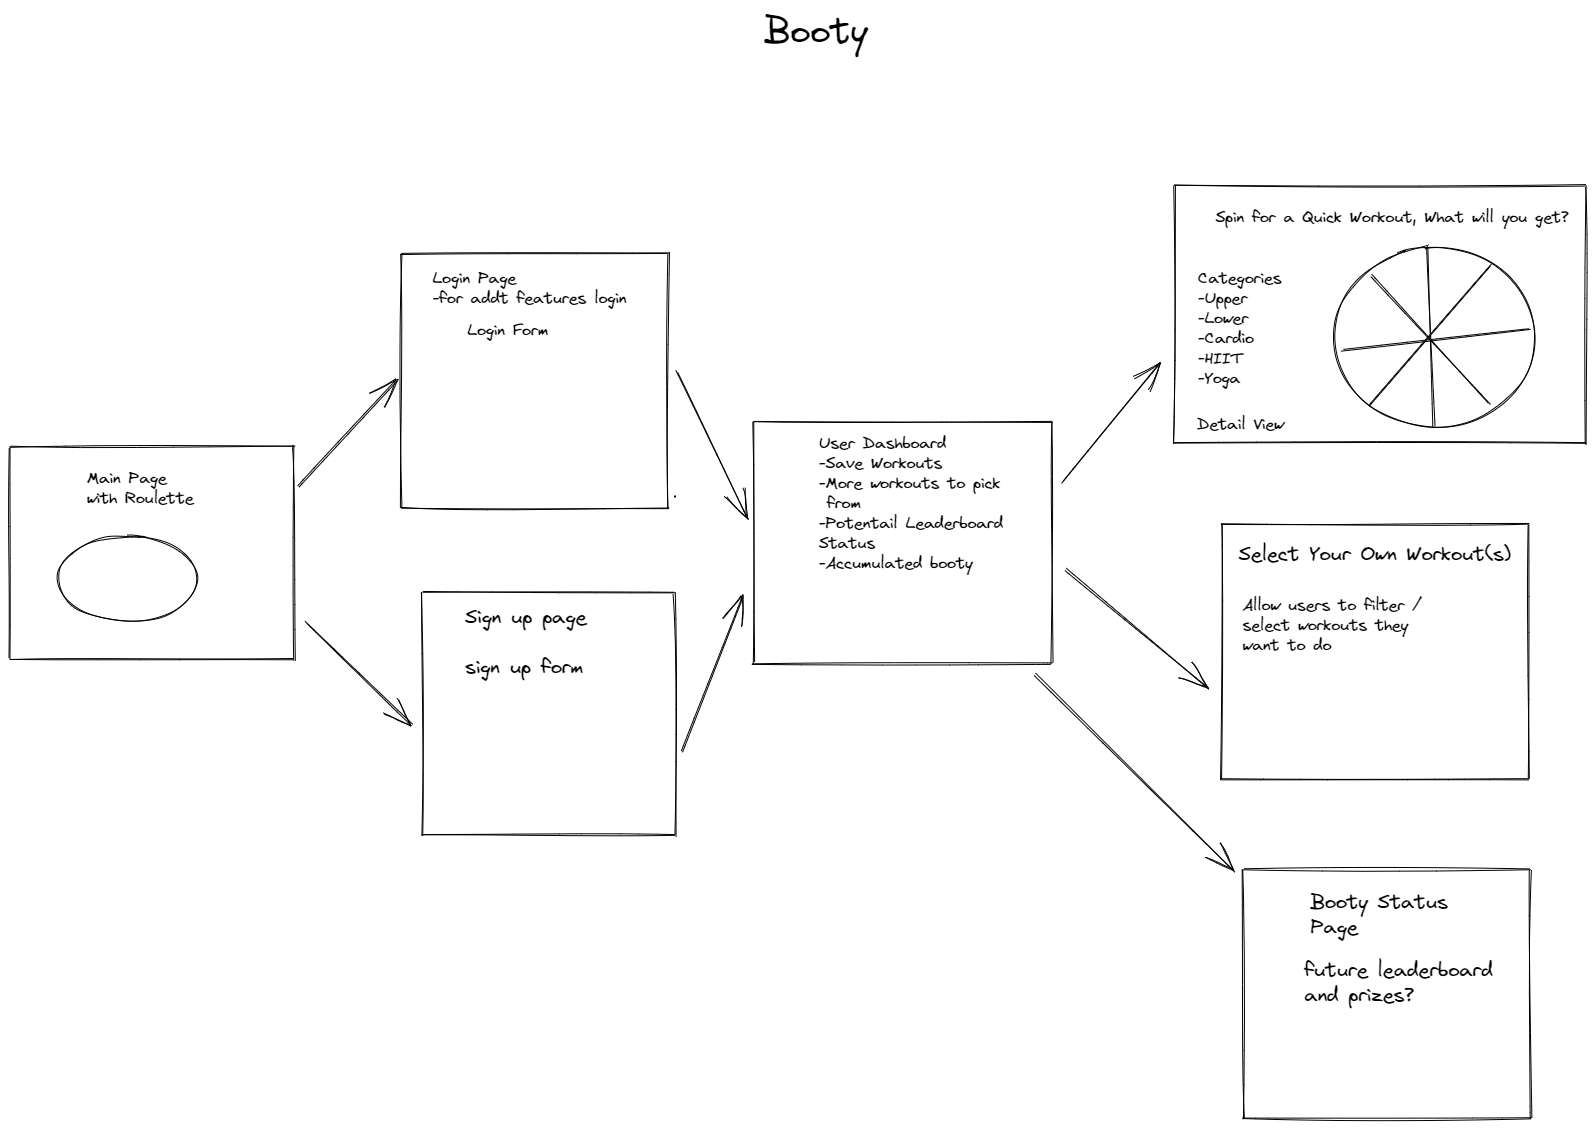 Booty
Main Page
with Roulette
Login Page
-for addt features login
Login Form
Sign up page
sign up form
User Dashboard
-Save Workouts
-More workouts to pick
from
-Potentail Leaderboard
Status
-Accumulated booty
Spin for a Quick Workout, What will you get?
Categories
-Upper
-Lower
-Cardio
-HIIT
-Yoga
Detail View
Select Your Own Workout(s)
Allow users to filter /
select workouts they
want to do
Booty Status
Page
future leaderboard
and prizes?